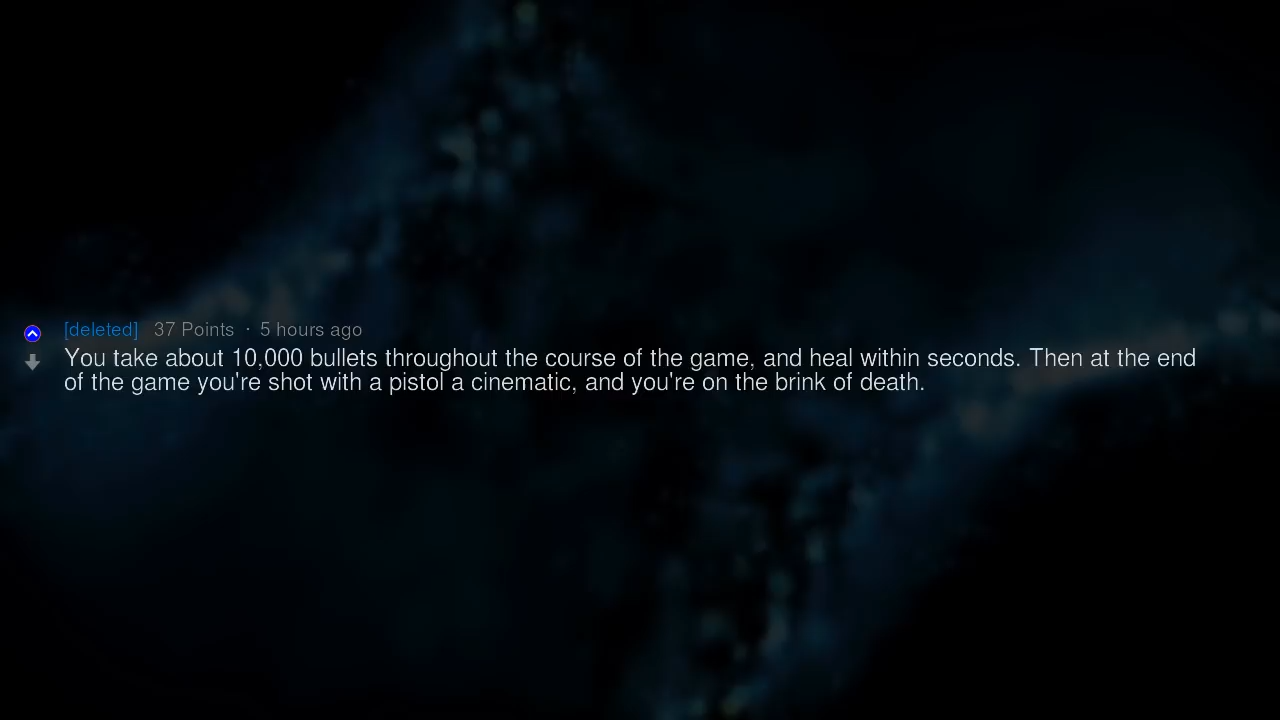 [deleted] 37 Points · 5 hours ago
You take about 10,000 bullets throughout the course of the game, and heal within seconds. Then at the end
of the game you're shot with a pistol a cinematic, and you're on the brink of death.